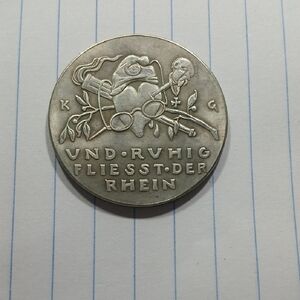 K G
UND·RUHIG
FLIESST·DER
RHEIN